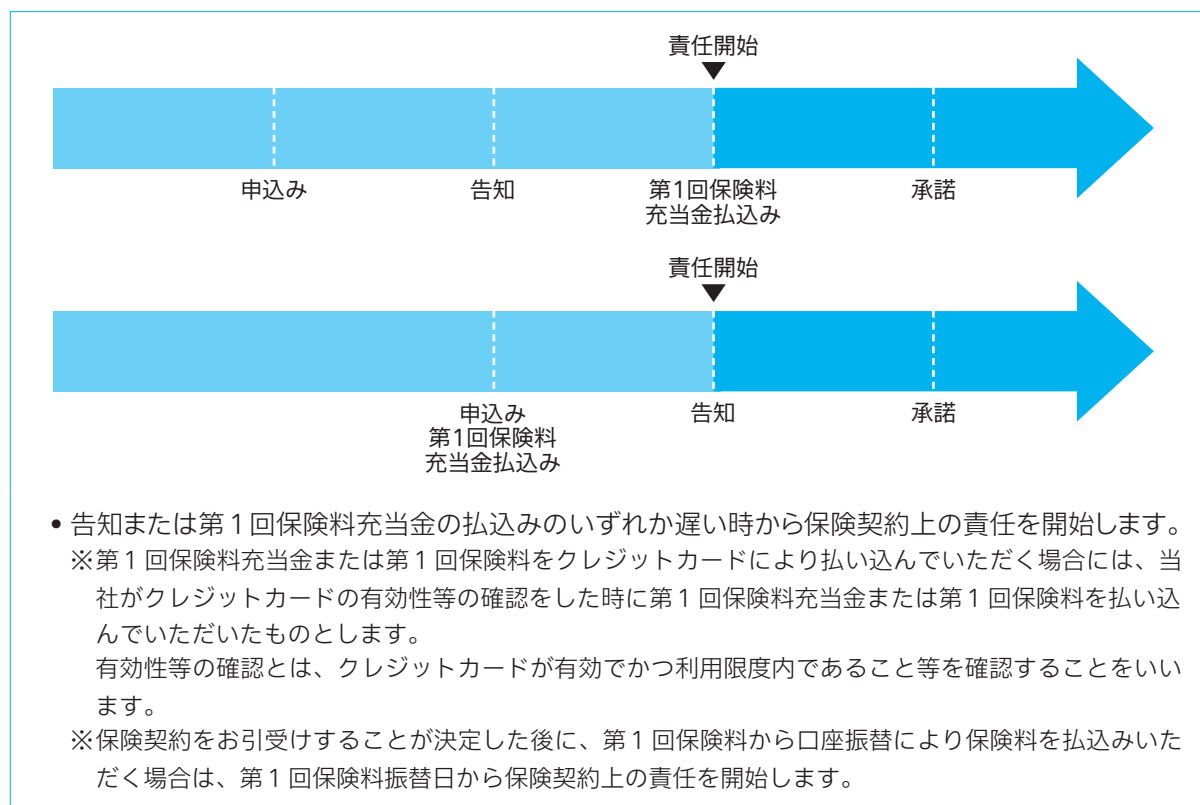 責任開始
申込み 告知 第1回保険料 承諾
充当金払込み
責任開始
申込み 告知 承諾
第1回保険料
充当金払込み
• 告知または第1回保険料充当金の払込みのいずれか遅い時から保険契約上の責任を開始します。
※第1回保険料充当金または第1回保険料をクレジットカードにより払い込んでいただく場合には、当
社がクレジットカードの有効性等の確認をした時に第1回保険料充当金または第1回保険料を払い込
んでいただいたものとします。
有効性等の確認とは、クレジットカードが有効でかつ利用限度内であること等を確認することをいい
ます。
※保険契約をお引受けすることが決定した後に、第1回保険料から口座振替により保険料を払込みいた
だく場合は、第1回保険料振替日から保険契約上の責任を開始します。